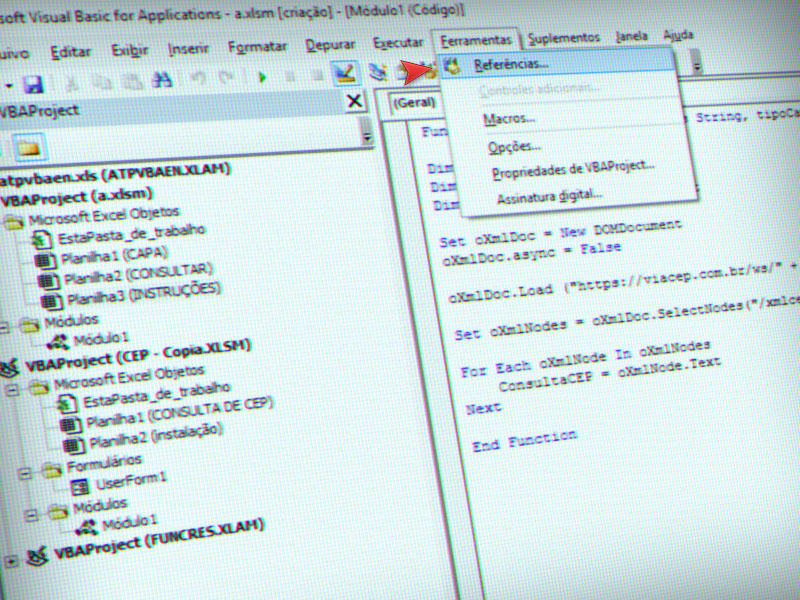 soft Visual Basic for Applications - a.xlsm [criação] - [Módulo1 (Código)]
uivo Editar Exibir Inserir Formatar Depurar Executar Ferramentas Suplementos Janela Ajuda
Referências...
Controles adicionais...
Macros...
Opções...
Propriedades de VBAProject...
Assinatura digital...
VBAProject
atpvbaen.xls (ATPVBAEN.XLAM)
VBAProject (a.xlsm)
Microsoft Excel Objetos
EstaPasta_de_trabalho
Planilha1 (CAPA)
Planilha2 (CONSULTAR)
Planilha3 (INSTRUÇÕES)
Módulos
Módulo1
VBAProject (CEP - Copia.XLSM)
Microsoft Excel Objetos
EstaPasta_de_trabalho
Planilha1 (CONSULTA DE CEP)
Planilha2 (instalação)
Formulários
UserForm1
Módulos
Módulo1
VBAProject (FUNCRES.XLAM)
(Geral)
Fun String, tipoCa
Dim
Dim
Dim
Set oXmlDoc = New DOMDocument
oXmlDoc.async = False
oXmlDoc.Load ("https://viacep.com.br/ws/" +
Set oXmlNodes = oXmlDoc.SelectNodes("/xmlce
For Each oXmlNode In oXmlNodes
ConsultaCEP = oXmlNode.Text
Next
End Function